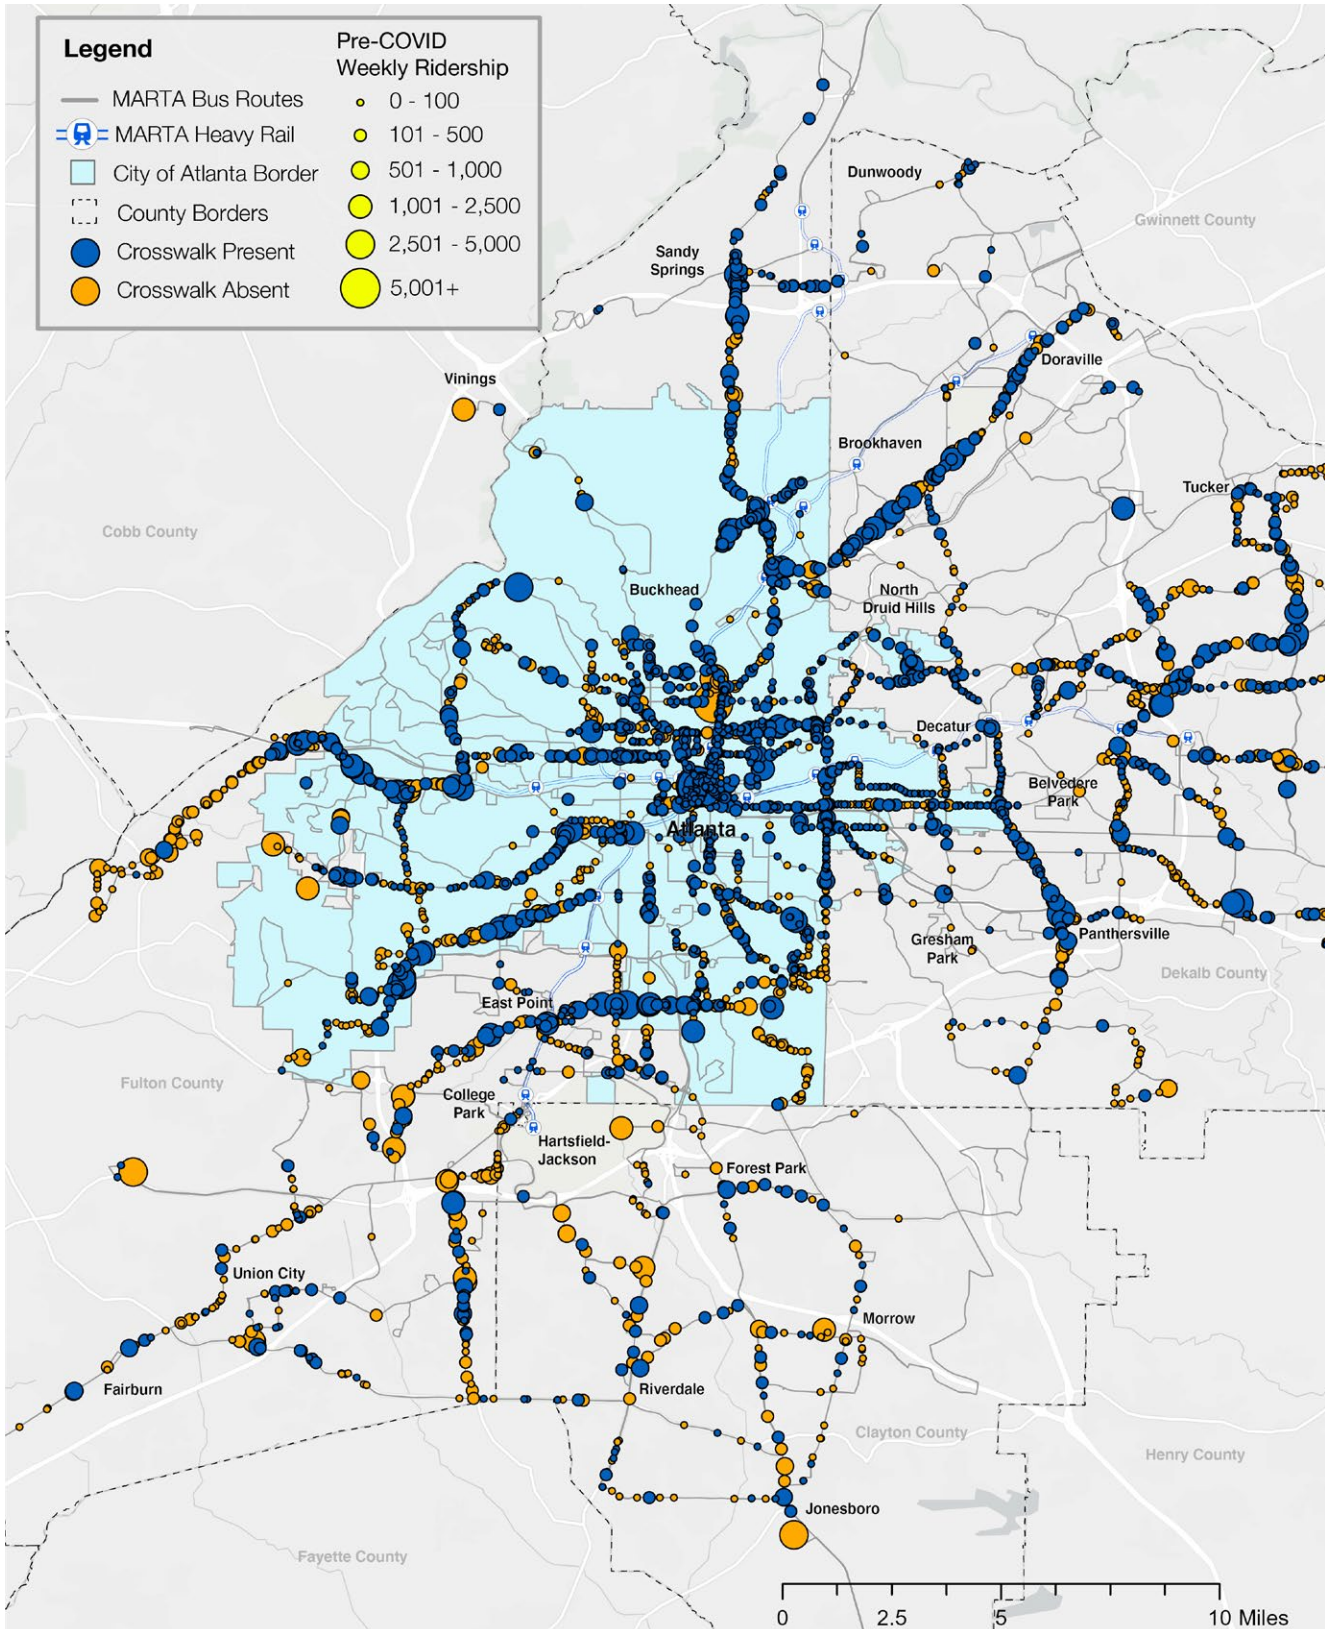 Legend
MARTA Bus Routes
MARTA Heavy Rail
City of Atlanta Border
County Borders
Crosswalk Present
Crosswalk Absent
Pre-COVID
Weekly Ridership
0 - 100
101 - 500
501 - 1,000
1,001 - 2,500
2,501 - 5,000
5,001+
Dunwoody
Gwinnett County
Sandy
Springs
Doraville
Vinings
Brookhaven
Tucker
Cobb County
Buckhead
North
Druid Hills
Decatur
Belvedere
Park
Atlanta
Panthersville
Gresham
Park
Dekalb County
East Point
Fulton County
College
Park
Hartsfield-
Jackson
Forest Park
Union City
Morrow
Fairburn
Riverdale
Clayton County
Henry County
Jonesboro
Fayette County
0 2.5 5 10 Miles